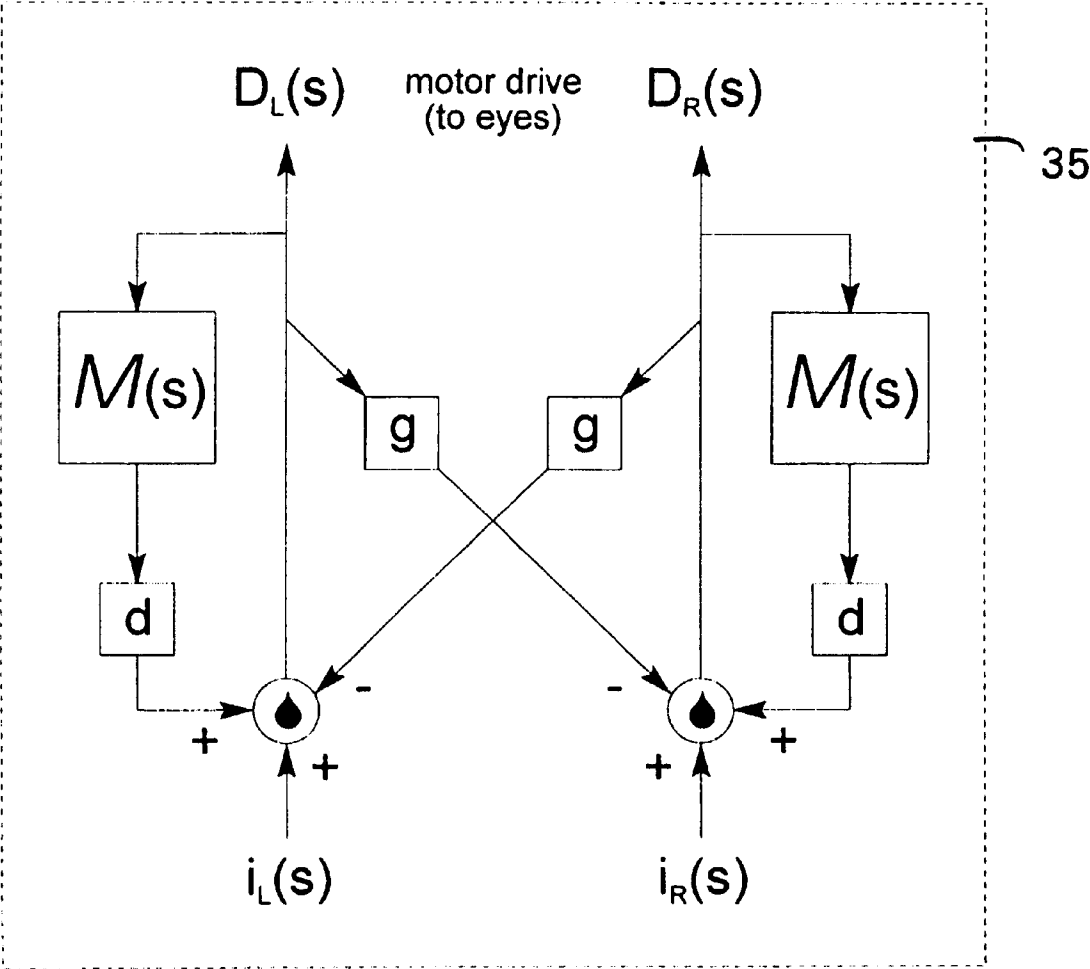 D_L(s) motor drive D_R(s)
(to eyes)
35
M(s) M(s)
g g
d d
- -
+ + + +
i_L(s) i_R(s)